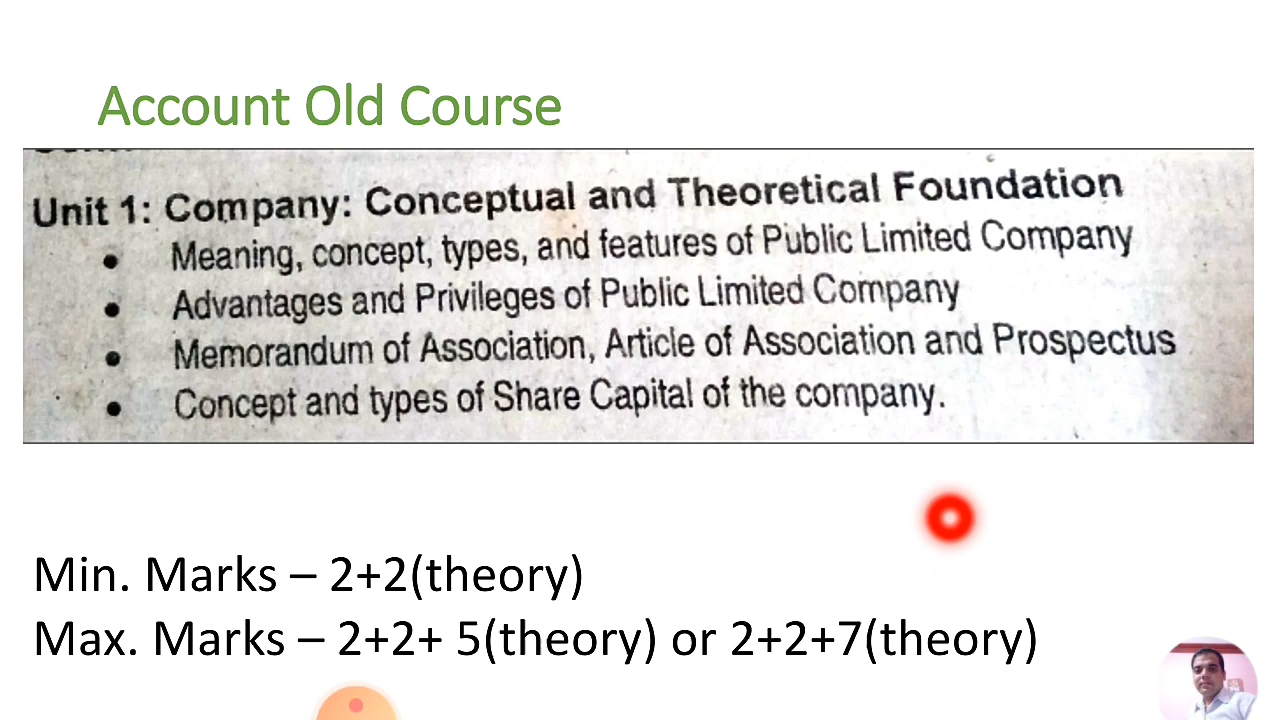 Account Old Course
Unit 1: Company: Conceptual and Theoretical Foundation
• Meaning, concept, types, and features of Public Limited Company
• Advantages and Privileges of Public Limited Company
• Memorandum of Association, Article of Association and Prospectus
• Concept and types of Share Capital of the company.
Min. Marks – 2+2(theory)
Max. Marks – 2+2+ 5(theory) or 2+2+7(theory)